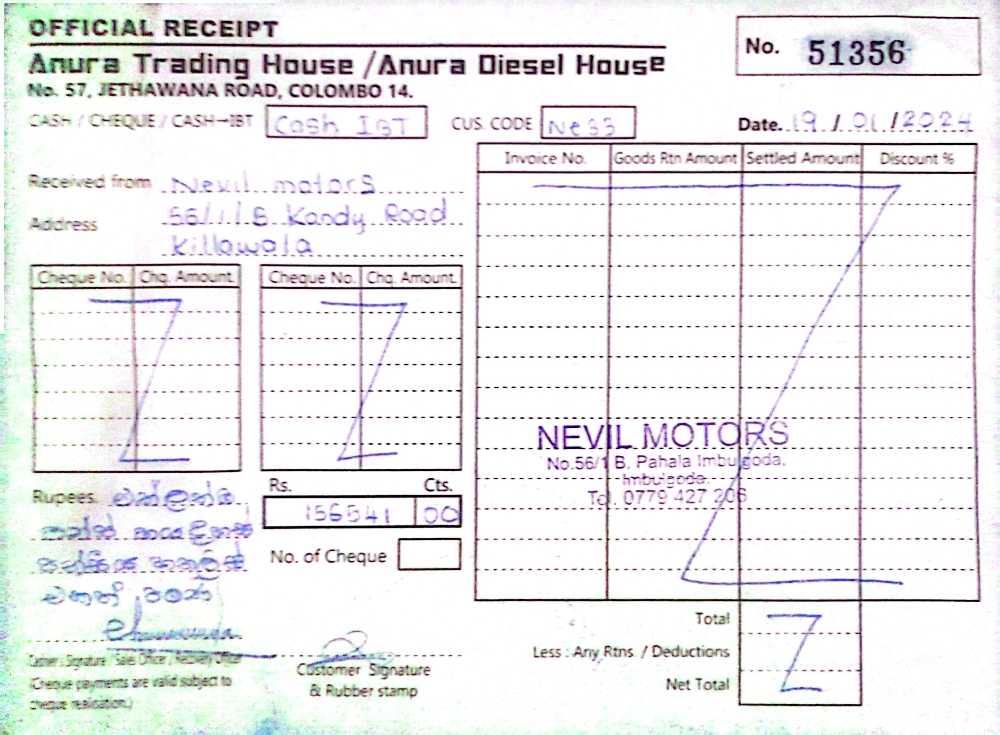 OFFICIAL RECEIPT
Anura Trading House / Anura Diesel House
No. 57, JETHAWANA ROAD, COLOMBO 14.
No. 51356
CASH / CHEQUE / CASH-IBT Cash IBT
CUS. CODE Ne33
Date. 19 / 01 / 2024
Received from Nevil motors
Address 56/1/B Kandy Road
Killawala
Invoice No. Goods Rtn Amount Settled Amount Discount %
Cheque No. Chq. Amount. Cheque No. Chq. Amount.
NEVIL MOTORS
No.56/1 B, Pahala Imbulgoda,
Imbulgoda.
Tel. 0779 427 206
Rupees
Rs. Cts.
156541 00
No. of Cheque
Total
Less : Any Rtns / Deductions
Net Total
Cashier : Signature / Sales Officer / Recovery Officer
(Cheque payments are valid subject to
cheque realisation.)
Customer Signature
& Rubber stamp